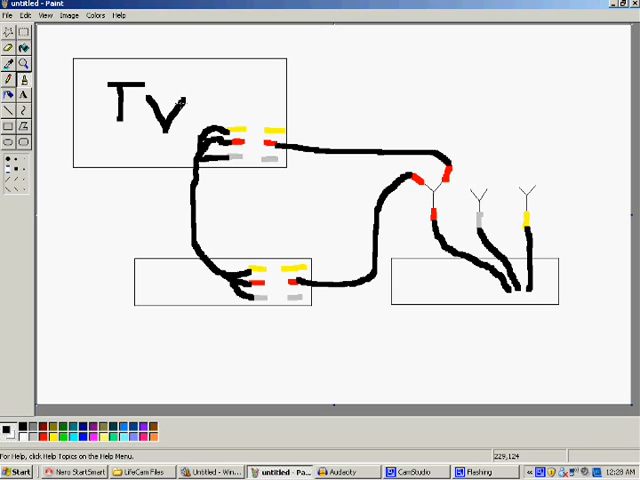 untitled - Paint
File Edit View Image Colors Help
A
Tv
For Help, click Help Topics on the Help Menu.
229,124
Start
Nero StartSmart
LifeCam Files
Untitled - Win...
untitled - Pa...
Audacity
CamStudio
Flashing
12:28 AM